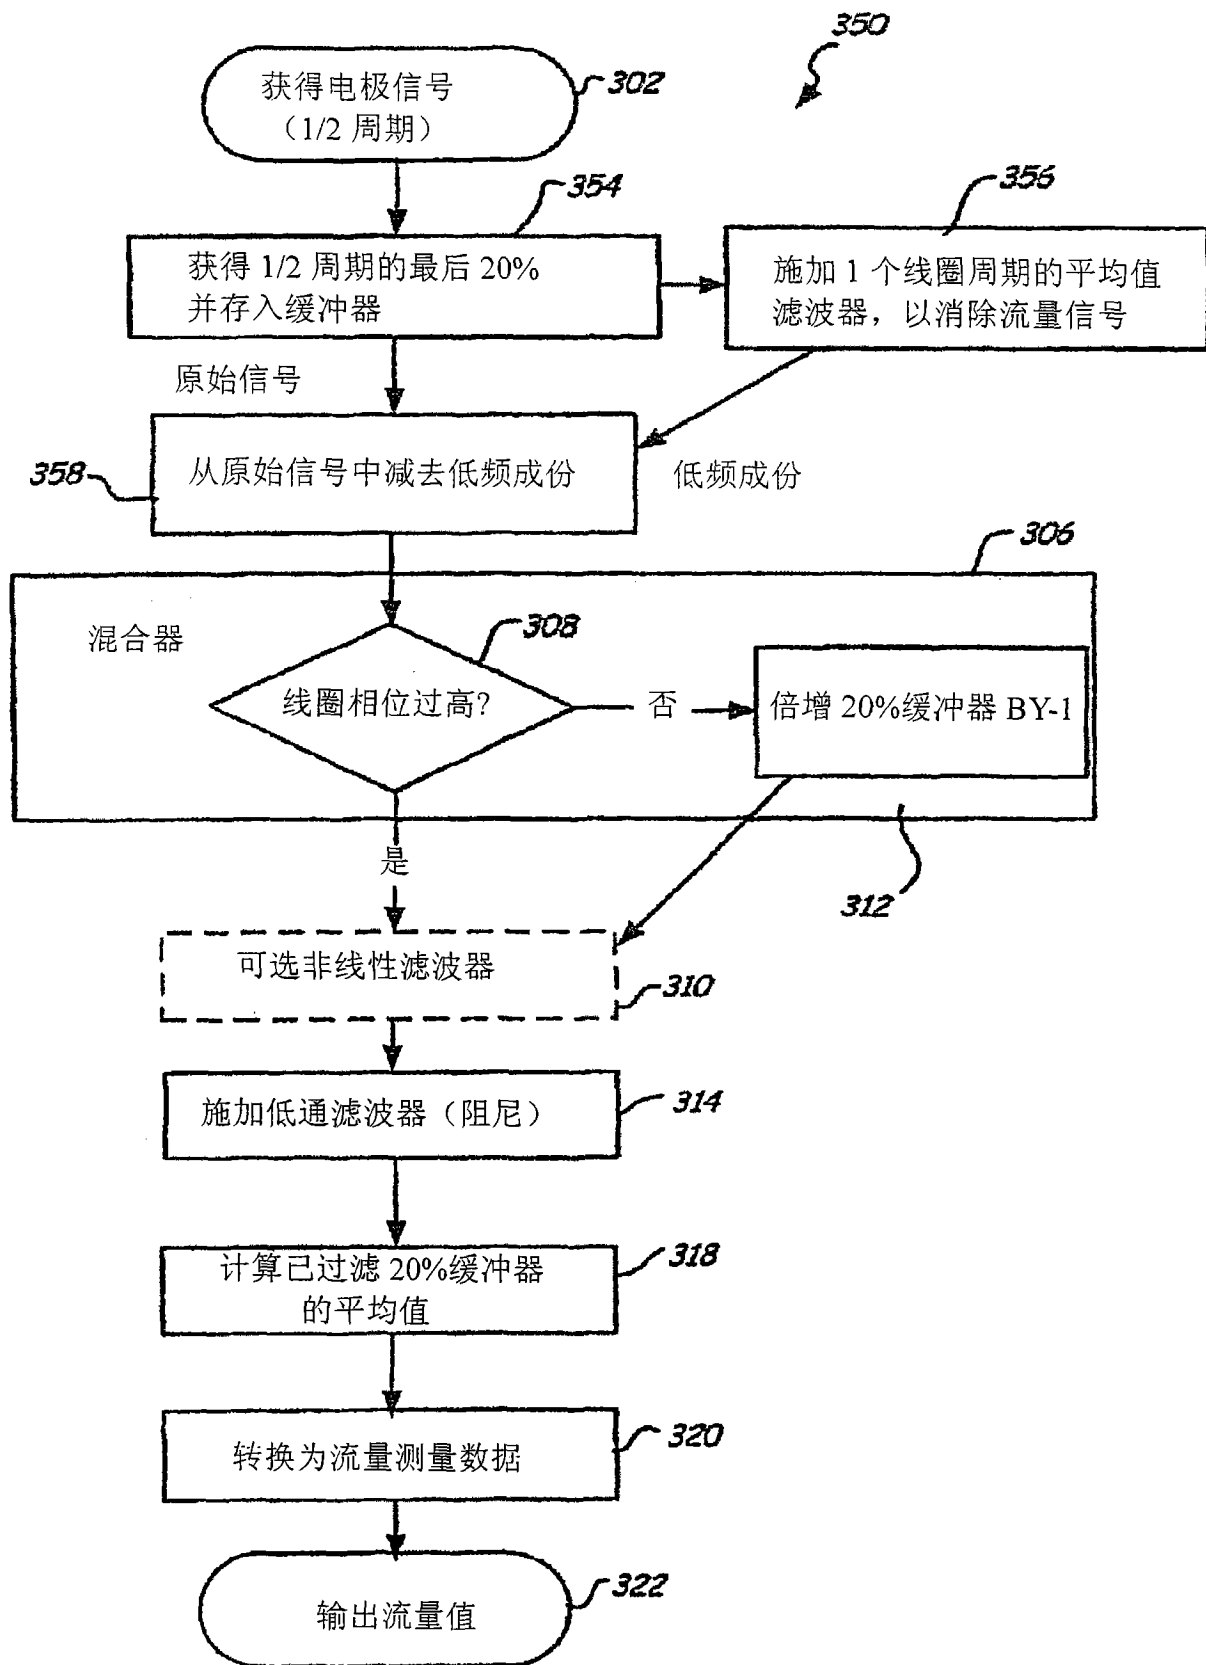 350
获得电极信号
（1/2 周期）
302
354
获得 1/2 周期的最后 20%
并存入缓冲器
356
施加 1 个线圈周期的平均值
滤波器，以消除流量信号
原始信号
358
从原始信号中减去低频成份
低频成份
306
混合器
308
线圈相位过高?
否
倍增 20%缓冲器 BY-1
312
是
可选非线性滤波器
310
施加低通滤波器（阻尼）
314
计算已过滤 20%缓冲器
的平均值
318
转换为流量测量数据
320
输出流量值
322